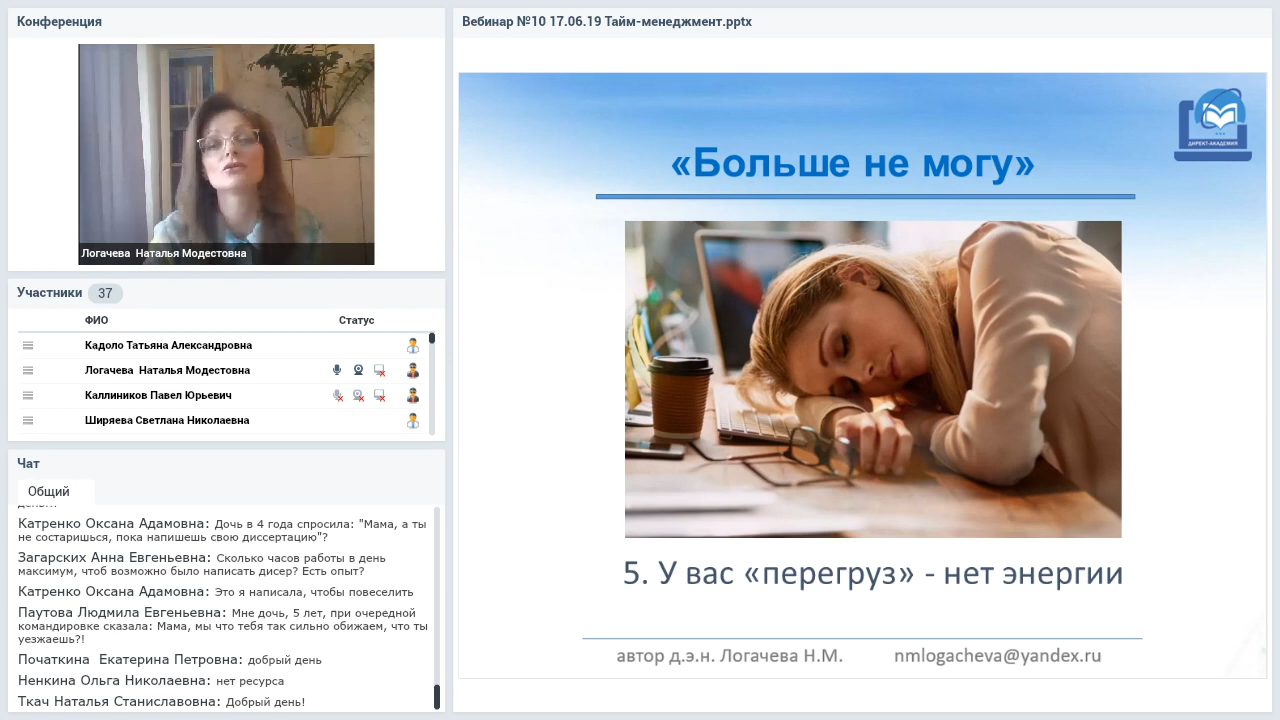 Конференция
Логачева  Наталья Модестовна
Участники 37
ФИО Статус
Кадоло Татьяна Александровна
Логачева  Наталья Модестовна
Каллиников Павел Юрьевич
Ширяева Светлана Николаевна
Чат
Общий
Катренко Оксана Адамовна: Дочь в 4 года спросила: "Мама, а ты
не состаришься, пока напишешь свою диссертацию"?
Загарских Анна Евгеньевна: Сколько часов работы в день
максимум, чтоб возможно было написать дисер? Есть опыт?
Катренко Оксана Адамовна: Это я написала, чтобы повеселить
Паутова Людмила Евгеньевна: Мне дочь, 5 лет, при очередной
командировке сказала: Мама, мы что тебя так сильно обижаем, что ты
уезжаешь?!
Початкина  Екатерина Петровна: добрый день
Ненкина Ольга Николаевна: нет ресурса
Ткач Наталья Станиславовна: Добрый день!
Вебинар №10 17.06.19 Тайм-менеджмент.pptx
ДИРЕКТ-АКАДЕМИЯ
«Больше не могу»
5. У вас «перегруз» - нет энергии
автор д.э.н. Логачева Н.М. nmlogacheva@yandex.ru